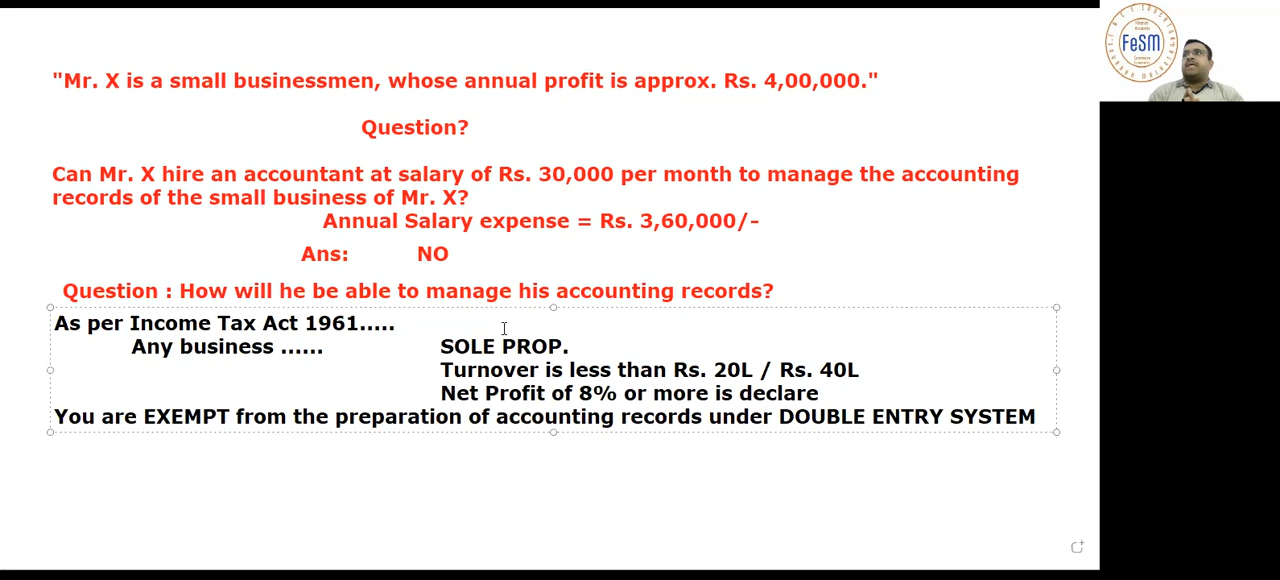 "Mr. X is a small businessmen, whose annual profit is approx. Rs. 4,00,000."
Question?
Can Mr. X hire an accountant at salary of Rs. 30,000 per month to manage the accounting
records of the small business of Mr. X?
Annual Salary expense = Rs. 3,60,000/-
Ans: NO
Question : How will he be able to manage his accounting records?
As per Income Tax Act 1961.....
Any business ...... SOLE PROP.
Turnover is less than Rs. 20L / Rs. 40L
Net Profit of 8% or more is declare
You are EXEMPT from the preparation of accounting records under DOUBLE ENTRY SYSTEM
FeSM